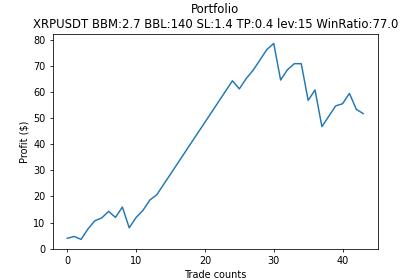 Portfolio
XRPUSDT BBM:2.7 BBL:140 SL:1.4 TP:0.4 lev:15 WinRatio:77.0
80
70
60
50
40
30
20
10
0
Profit ($)
0 10 20 30 40
Trade counts